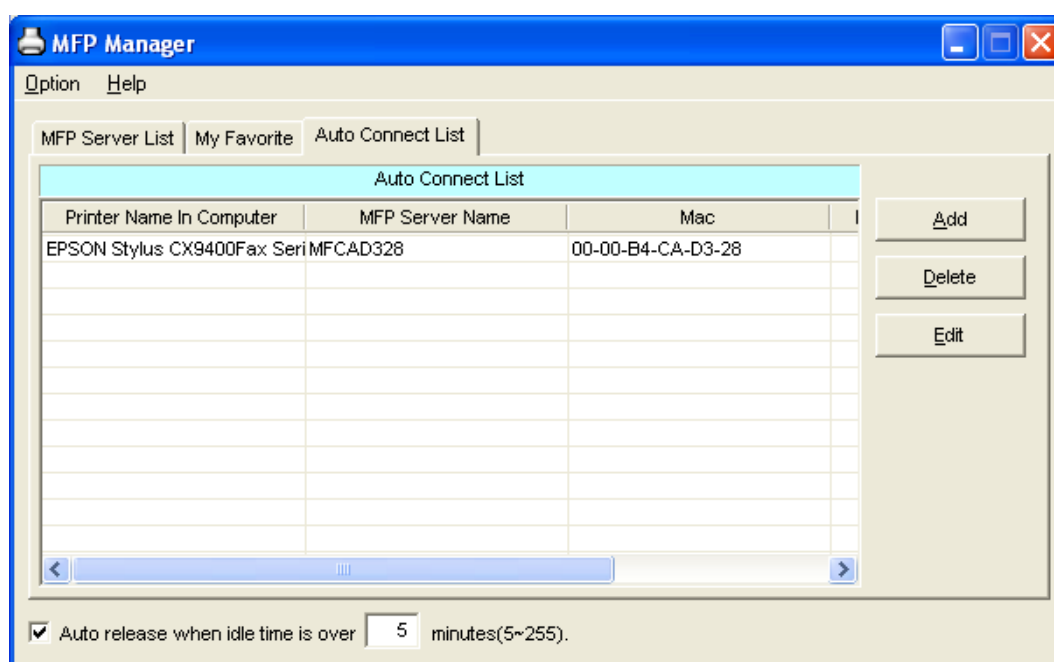 MFP Manager
Option Help
MFP Server List My Favorite Auto Connect List
Auto Connect List
Printer Name In Computer MFP Server Name Mac
EPSON Stylus CX9400Fax Seri MFCAD328 00-00-B4-CA-D3-28
Add
Delete
Edit
Auto release when idle time is over 5 minutes(5~255).